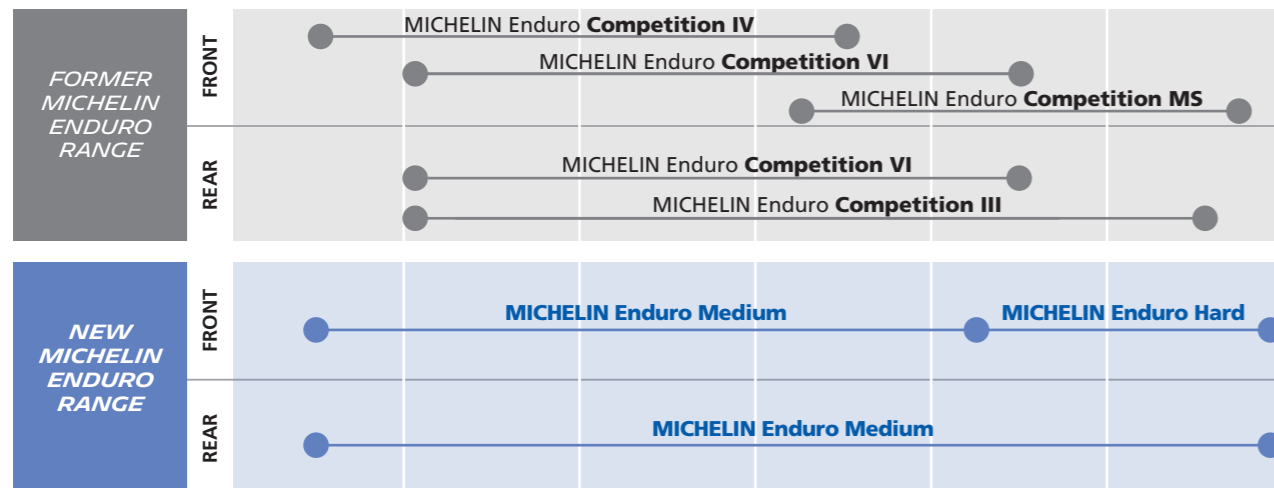 FORMER
MICHELIN
ENDURO
RANGE
FRONT
MICHELIN Enduro Competition IV
MICHELIN Enduro Competition VI
MICHELIN Enduro Competition MS
REAR
MICHELIN Enduro Competition VI
MICHELIN Enduro Competition III
NEW
MICHELIN
ENDURO
RANGE
FRONT
MICHELIN Enduro Medium
MICHELIN Enduro Hard
REAR
MICHELIN Enduro Medium